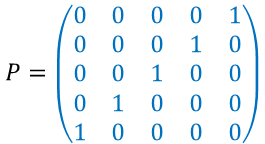 0 0 0 0 1
0 0 0 1 0
P = 0 0 1 0 0
0 1 0 0 0
1 0 0 0 0